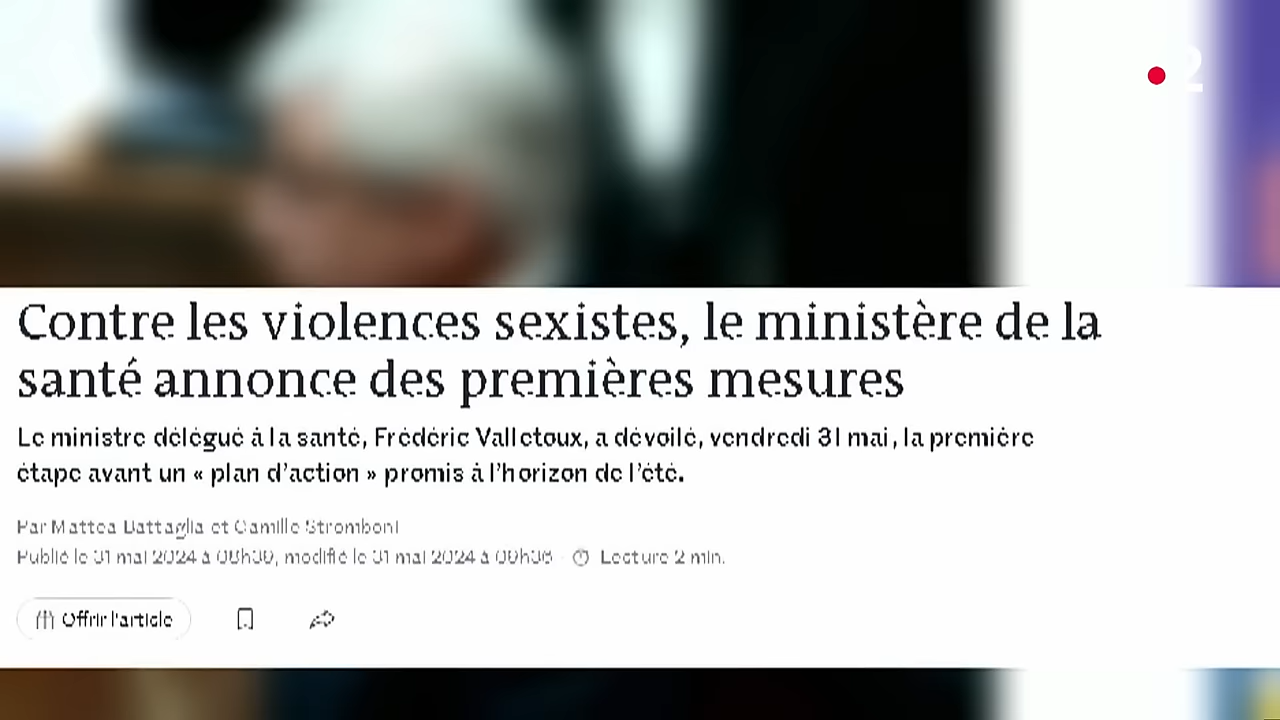 2
Contre les violences sexistes, le ministère de la
santé annonce des premières mesures
Le ministre délégué à la santé, Frédéric Valletoux, a dévoilé, vendredi 31 mai, la première
étape avant un « plan d'action » promis à l'horizon de l'été.
Par Mattea Battaglia et Camille Stromboni
Publié le 31 mai 2024 à modifié le 31 mai 2024 à Lecture 2 min.
Offrir l'article